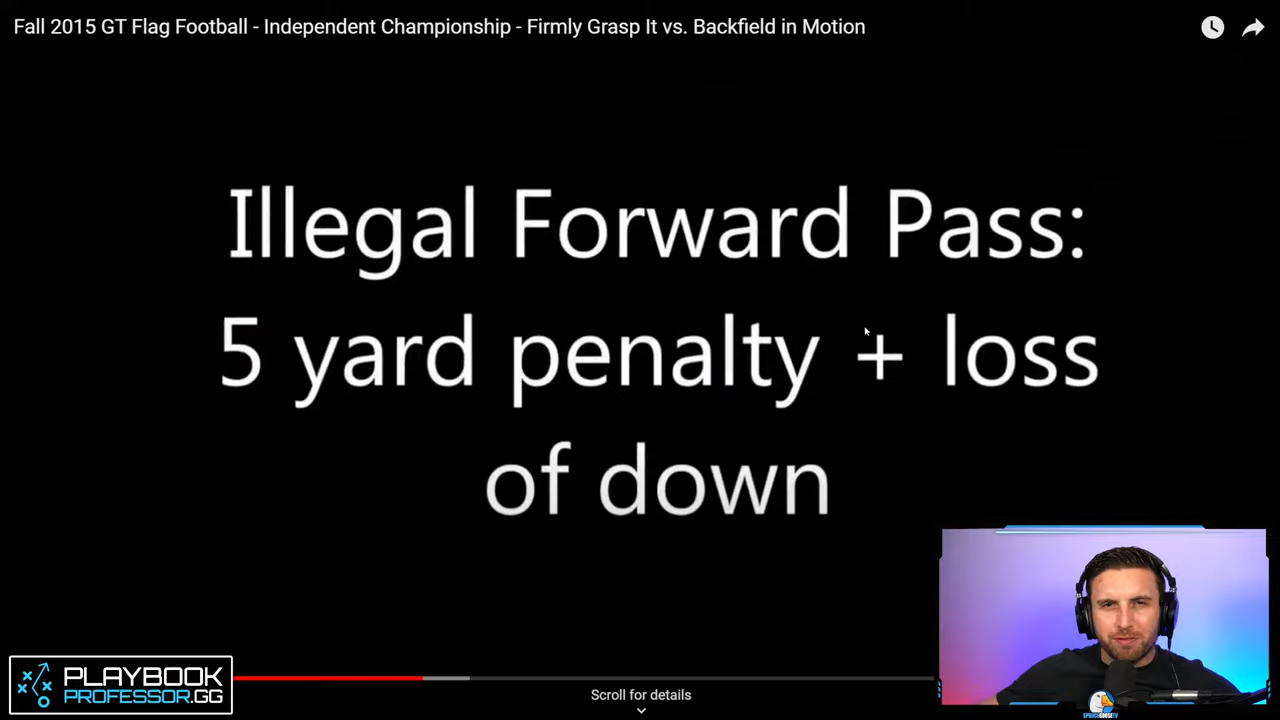 Fall 2015 GT Flag Football - Independent Championship - Firmly Grasp It vs. Backfield in Motion
Illegal Forward Pass:
5 yard penalty + loss
of down
PLAYBOOK
PROFESSOR.GG
Scroll for details
SPRUCEGOOSETV